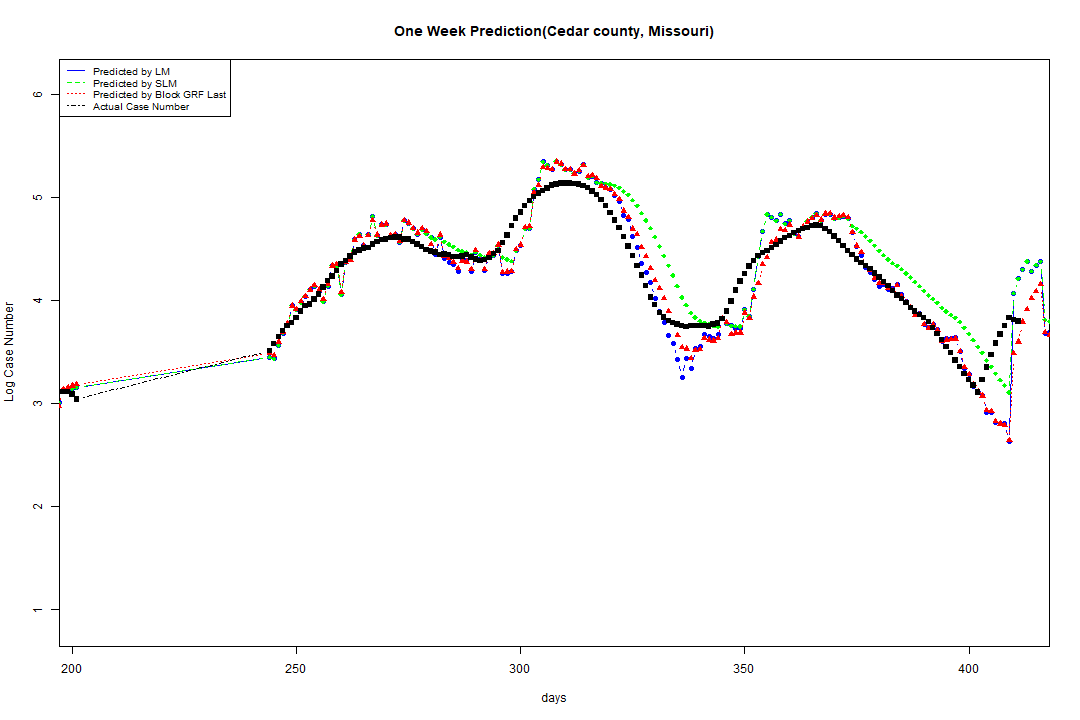 One Week Prediction(Cedar county, Missouri)
Predicted by LM
Predicted by SLM
Predicted by Block GRF Last
Actual Case Number
6
5
4
3
2
1
Log Case Number
200 250 300 350 400
days